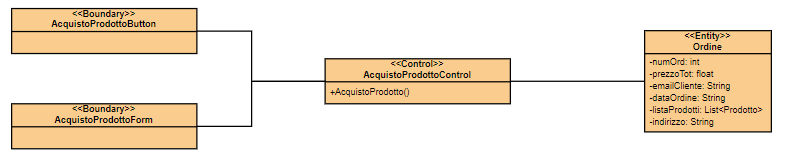 <<Boundary>>
AcquistoProdottoButton
<<Boundary>>
AcquistoProdottoForm
<<Control>>
AcquistoProdottoControl
+AcquistoProdotto()
<<Entity>>
Ordine
-numOrd: int
-prezzoTot: float
-emailCliente: String
-dataOrdine: String
-listaProdotti: List<Prodotto>
-indirizzo: String